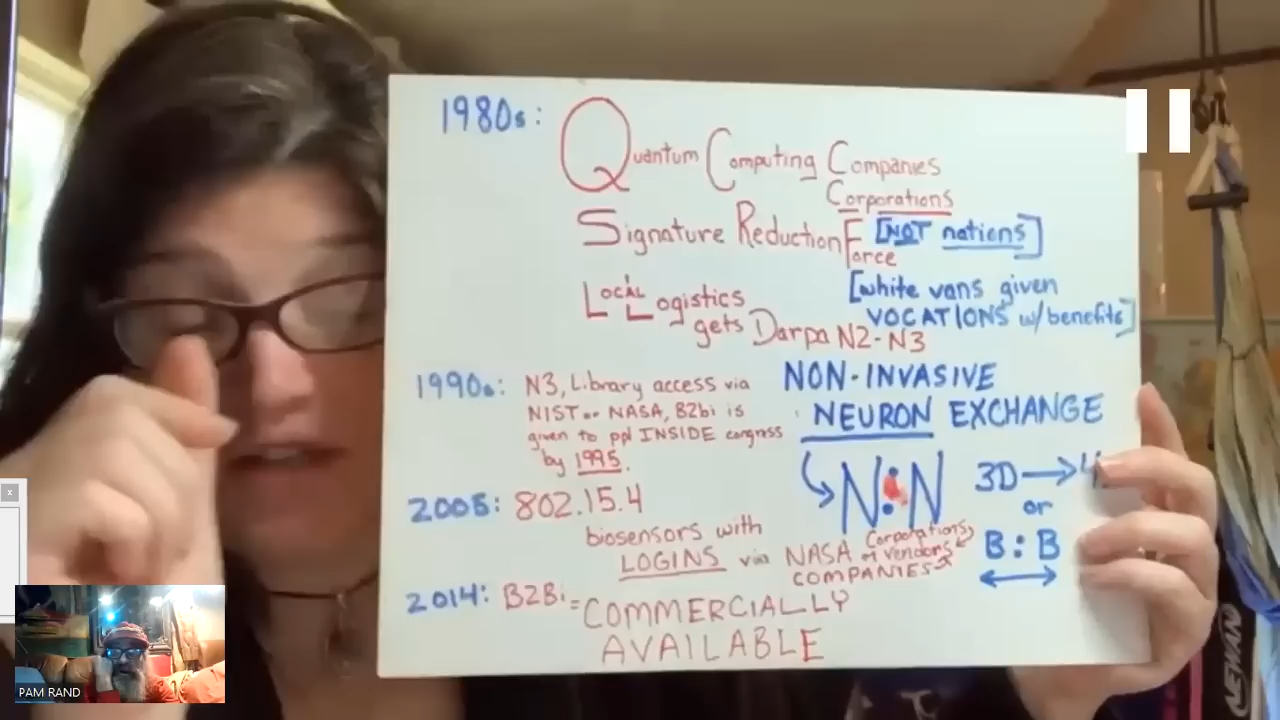 1980s:
Quantum Computing Companies
Corporations
Signature Reduction Force [NOT nations]
Local Logistics
gets Darpa N2-N3
[white vans given
VOCATIONS w/benefits]
1990s: N3, Library access via
NIST or NASA, B2bi is
given to ppl INSIDE congress
by 1995.
NON-INVASIVE
NEURON EXCHANGE
N:N
3D→4
or
B:B
2005: 802.15.4
biosensors with
LOGINS via NASA
Corporations
or vendors
COMPANIES
2014: B2Bi = COMMERCIALLY
AVAILABLE
PAM RAND
x
NEWAN